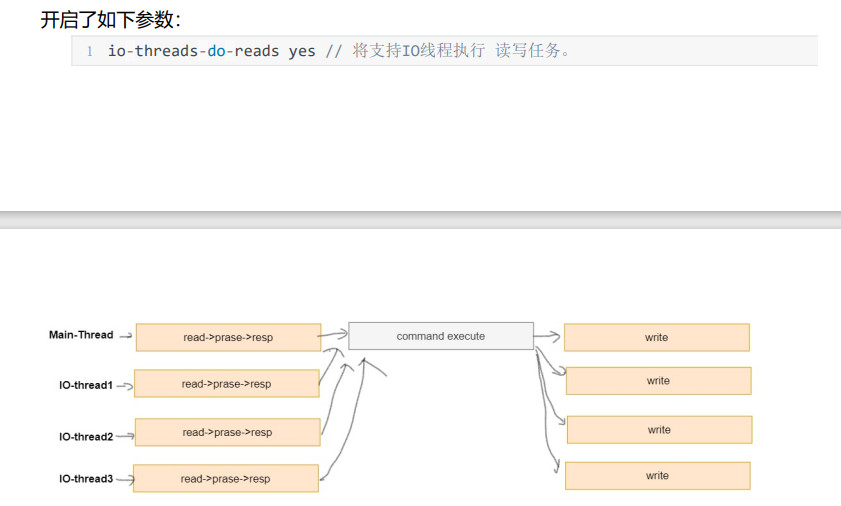 开启了如下参数：
1 io-threads-do-reads yes // 将支持IO线程执行 读写任务。
Main-Thread read->prase->resp command execute write
IO-thread1 read->prase->resp write
IO-thread2 read->prase->resp write
IO-thread3 read->prase->resp write